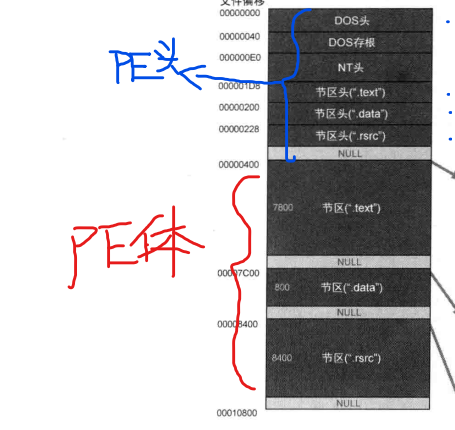 文件偏移
00000000
DOS头
00000040
DOS存根
000000E0
NT头
PE头
000001D8
节区头(".text")
00000200
节区头(".data")
00000228
节区头(".rsrc")
NULL
00000400
7800 节区(".text")
PE体
NULL
00007C00
800 节区(".data")
NULL
00008400
8400 节区(".rsrc")
NULL
00010800